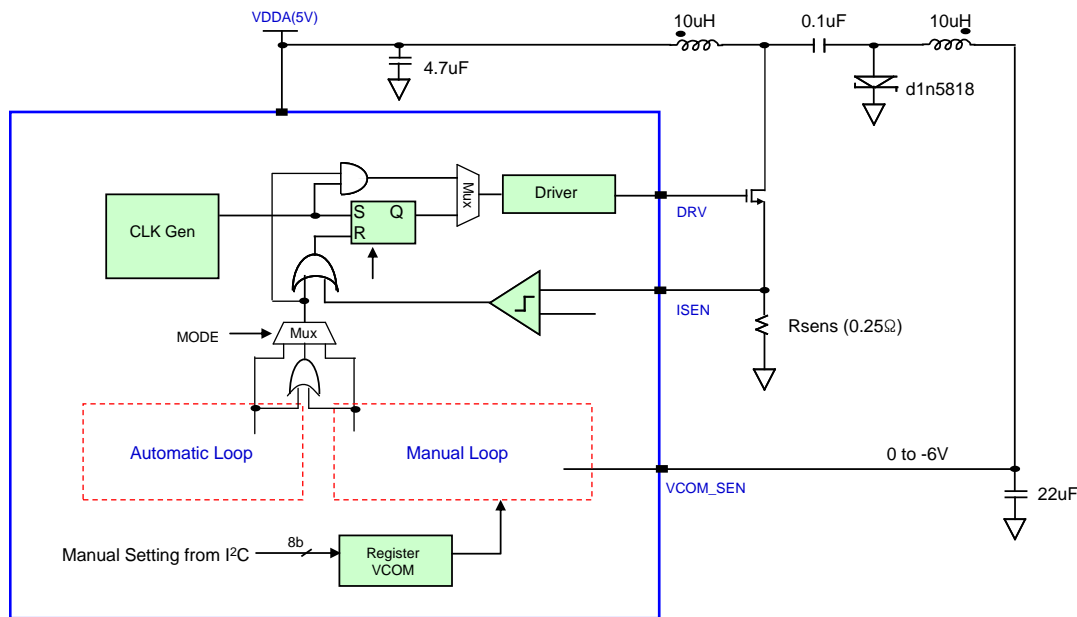 VDDA(5V)
10uH
0.1uF
10uH
4.7uF
d1n5818
Mux
Driver
DRV
CLK Gen
S
Q
R
ISEN
Rsens (0.25Ω)
MODE
Mux
Automatic Loop
Manual Loop
0 to -6V
VCOM_SEN
22uF
Manual Setting from I²C
8b
Register
VCOM